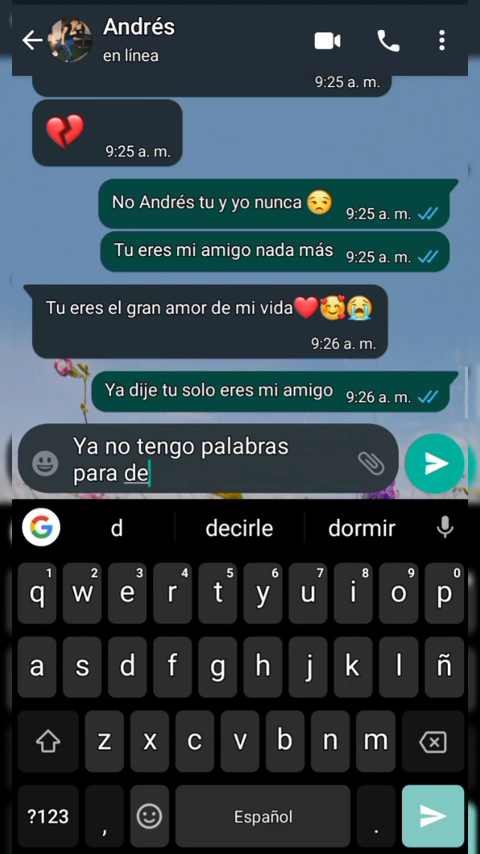 Andrés
en línea
9:25 a. m.
💔
9:25 a. m.
No Andrés tu y yo nunca 😒
9:25 a. m.
Tu eres mi amigo nada más 9:25 a. m.
Tu eres el gran amor de mi vida❤️🥰😭
9:26 a. m.
Ya dije tu solo eres mi amigo 9:26 a. m.
Ya no tengo palabras
para de
G d decirle dormir
1 2 3 4 5 6 7 8 9 0
q w e r t y u i o p
a s d f g h j k l ñ
z x c v b n m
?123 , Español .